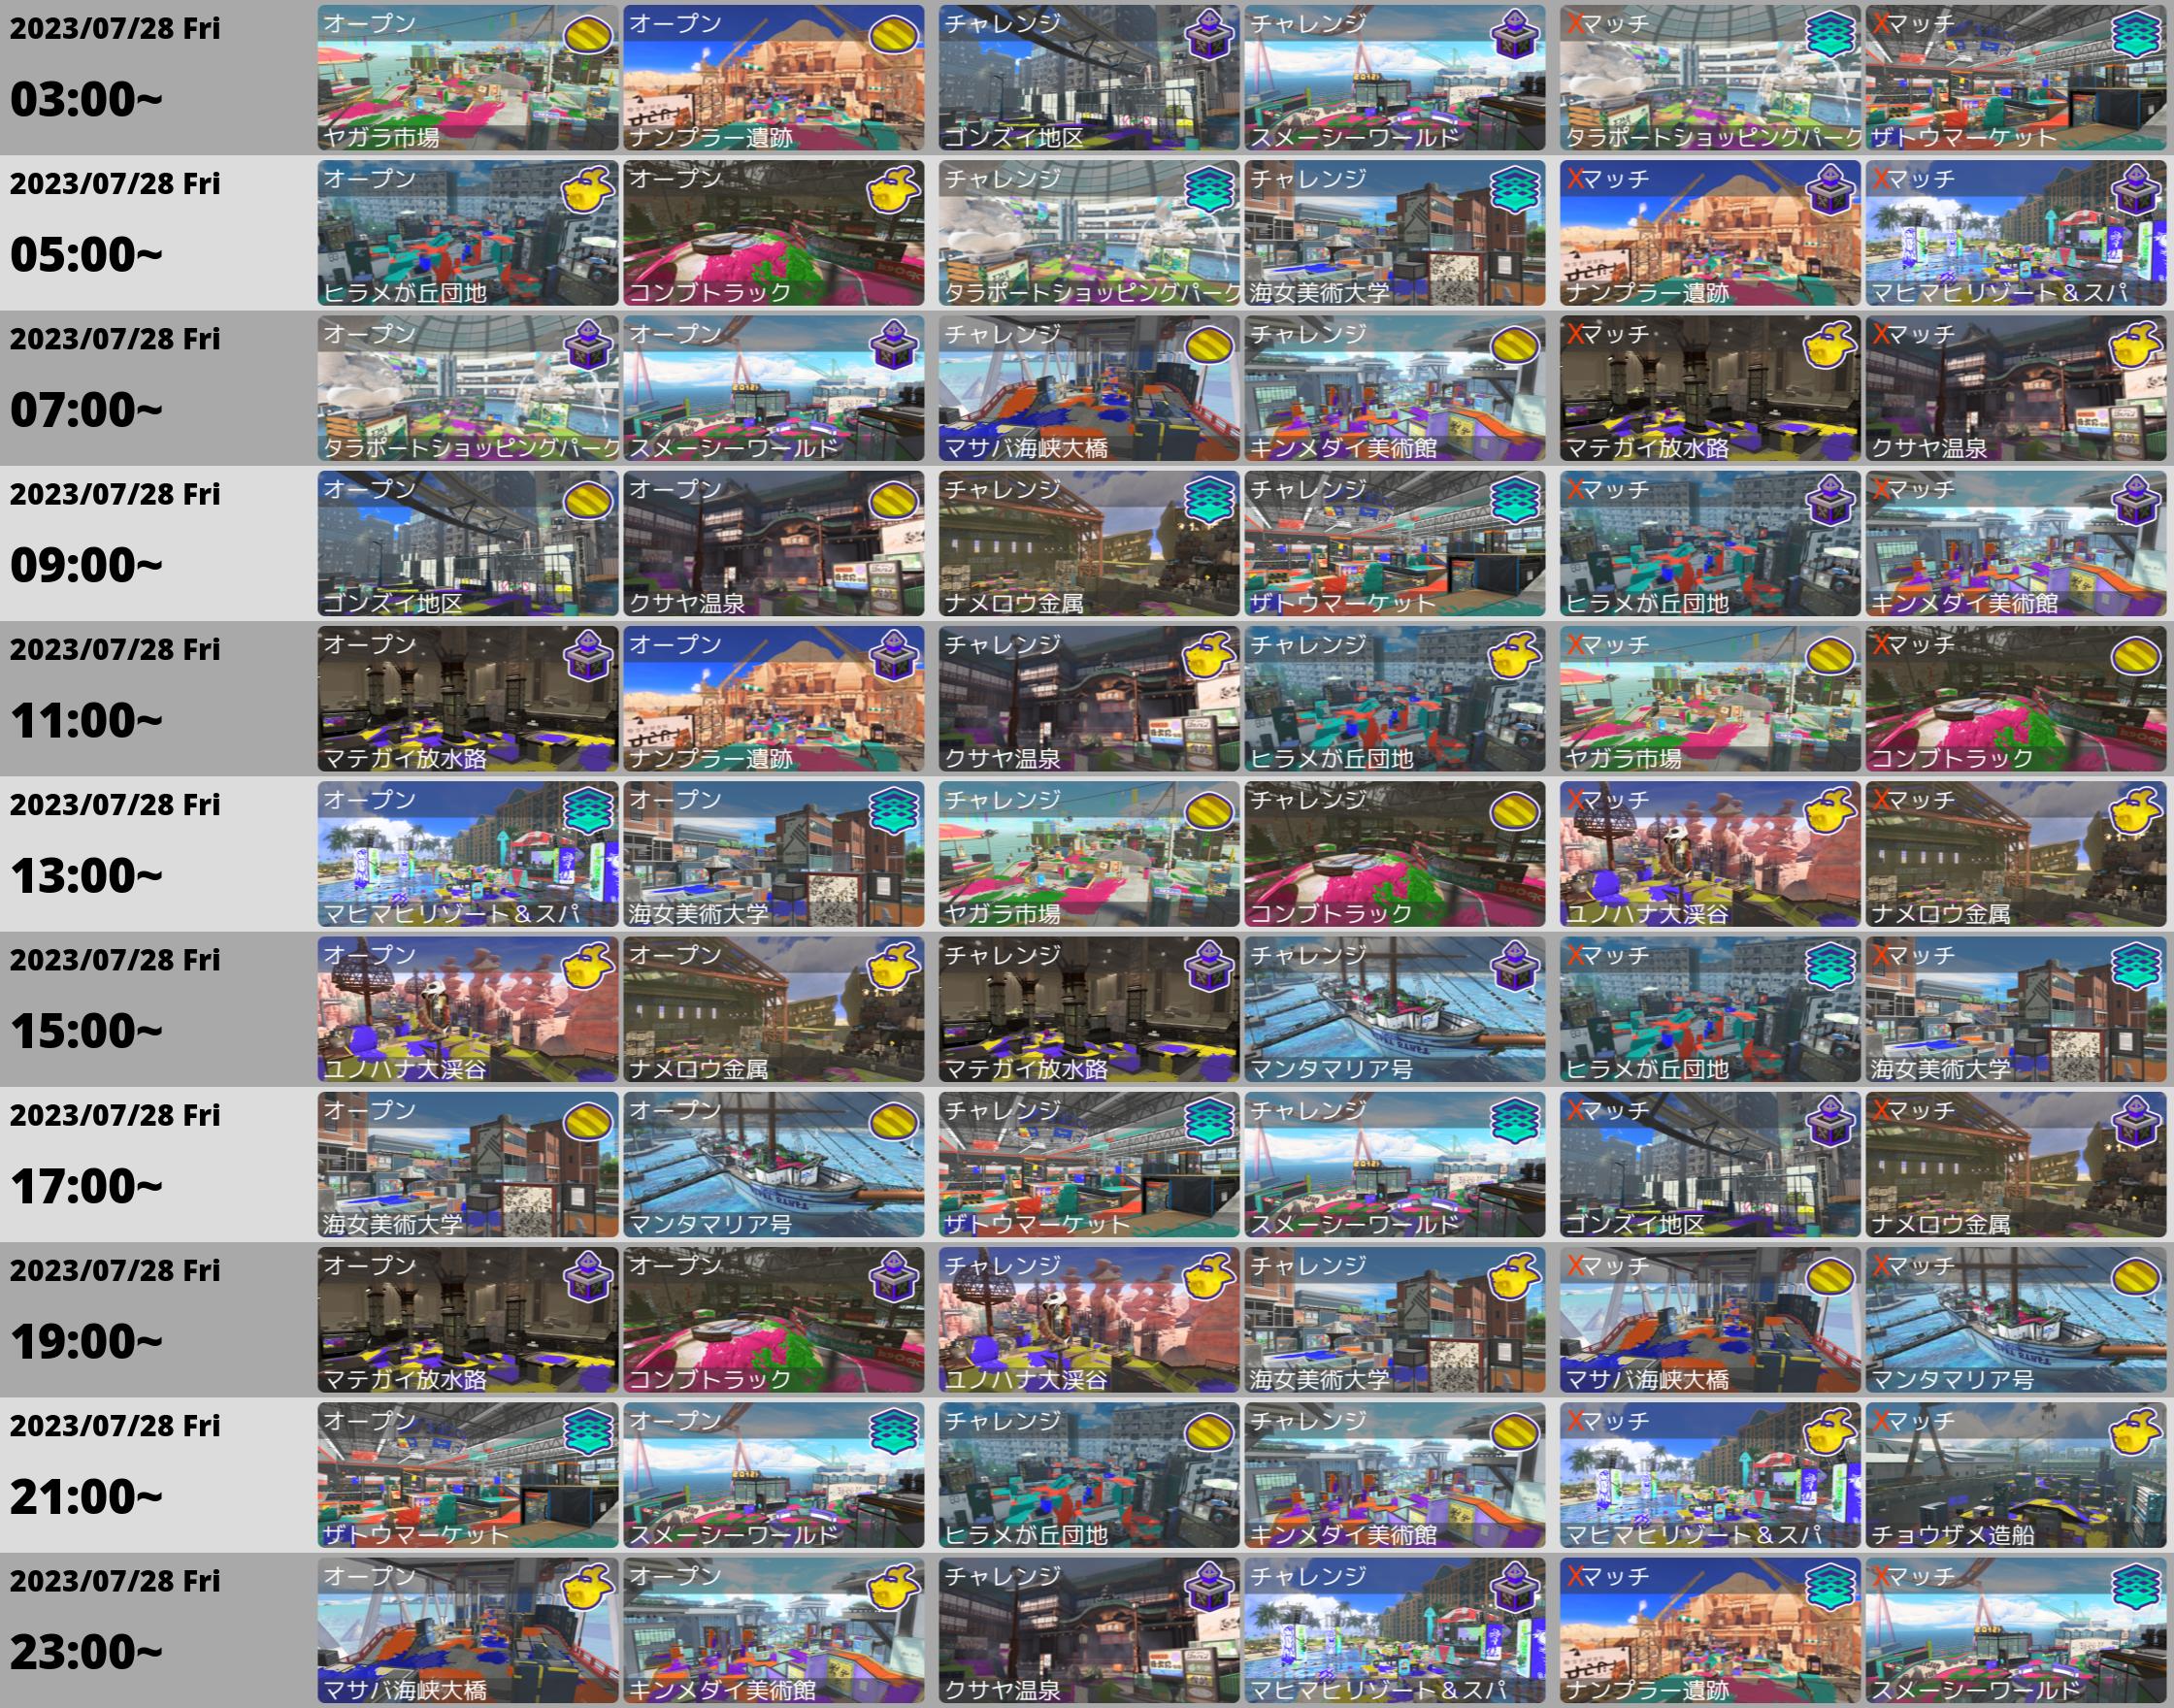 2023/07/28 Fri
03:00~
オープン オープン チャレンジ チャレンジ Xマッチ Xマッチ
ヤガラ市場 ナンプラー遺跡 ゴンズイ地区 スメーシーワールド タラポートショッピングパーク ザトウマーケット
2023/07/28 Fri
05:00~
オープン オープン チャレンジ チャレンジ Xマッチ Xマッチ
ヒラメが丘団地 コンブトラック タラポートショッピングパーク 海女美術大学 ナンプラー遺跡 マヒマヒリゾート＆スパ
2023/07/28 Fri
07:00~
オープン オープン チャレンジ チャレンジ Xマッチ Xマッチ
タラポートショッピングパーク スメーシーワールド マサバ海峡大橋 キンメダイ美術館 マテガイ放水路 クサヤ温泉
2023/07/28 Fri
09:00~
オープン オープン チャレンジ チャレンジ Xマッチ Xマッチ
ゴンズイ地区 クサヤ温泉 ナメロウ金属 ザトウマーケット ヒラメが丘団地 キンメダイ美術館
2023/07/28 Fri
11:00~
オープン オープン チャレンジ チャレンジ Xマッチ Xマッチ
マテガイ放水路 ナンプラー遺跡 クサヤ温泉 ヒラメが丘団地 ヤガラ市場 コンブトラック
2023/07/28 Fri
13:00~
オープン オープン チャレンジ チャレンジ Xマッチ Xマッチ
マヒマヒリゾート＆スパ 海女美術大学 ヤガラ市場 コンブトラック ユノハナ大渓谷 ナメロウ金属
2023/07/28 Fri
15:00~
オープン オープン チャレンジ チャレンジ Xマッチ Xマッチ
ユノハナ大渓谷 ナメロウ金属 マテガイ放水路 マンタマリア号 ヒラメが丘団地 海女美術大学
2023/07/28 Fri
17:00~
オープン オープン チャレンジ チャレンジ Xマッチ Xマッチ
海女美術大学 マンタマリア号 ザトウマーケット スメーシーワールド ゴンズイ地区 ナメロウ金属
2023/07/28 Fri
19:00~
オープン オープン チャレンジ チャレンジ Xマッチ Xマッチ
マテガイ放水路 コンブトラック ユノハナ大渓谷 海女美術大学 マサバ海峡大橋 マンタマリア号
2023/07/28 Fri
21:00~
オープン オープン チャレンジ チャレンジ Xマッチ Xマッチ
ザトウマーケット スメーシーワールド ヒラメが丘団地 キンメダイ美術館 マヒマヒリゾート＆スパ チョウザメ造船
2023/07/28 Fri
23:00~
オープン オープン チャレンジ チャレンジ Xマッチ Xマッチ
マサバ海峡大橋 キンメダイ美術館 クサヤ温泉 マヒマヒリゾート＆スパ ナンプラー遺跡 スメーシーワールド